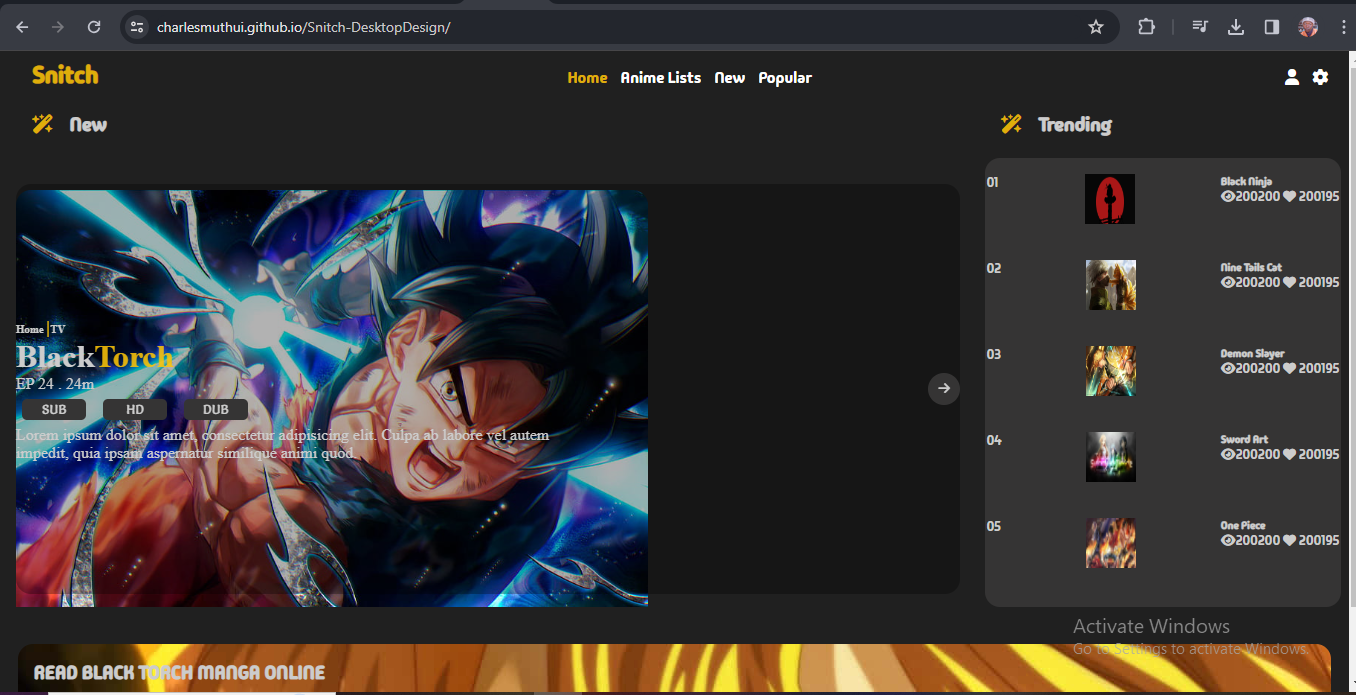 charlesmuthui.github.io/Snitch-DesktopDesign/
Snitch
Home Anime Lists New Popular
New
Trending
Home TV
BlackTorch
EP 24 . 24m
SUB HD DUB
Lorem ipsum dolor sit amet, consectetur adipisicing elit. Culpa ab labore vel autem
impedit, quia ipsam aspernatur similique animi quod.
01
Black Ninja
200200 200195
02
Nine Tails Cat
200200 200195
03
Demon Slayer
200200 200195
04
Sword Art
200200 200195
05
One Piece
200200 200195
Activate Windows
Go to Settings to activate Windows.
READ BLACK TORCH MANGA ONLINE